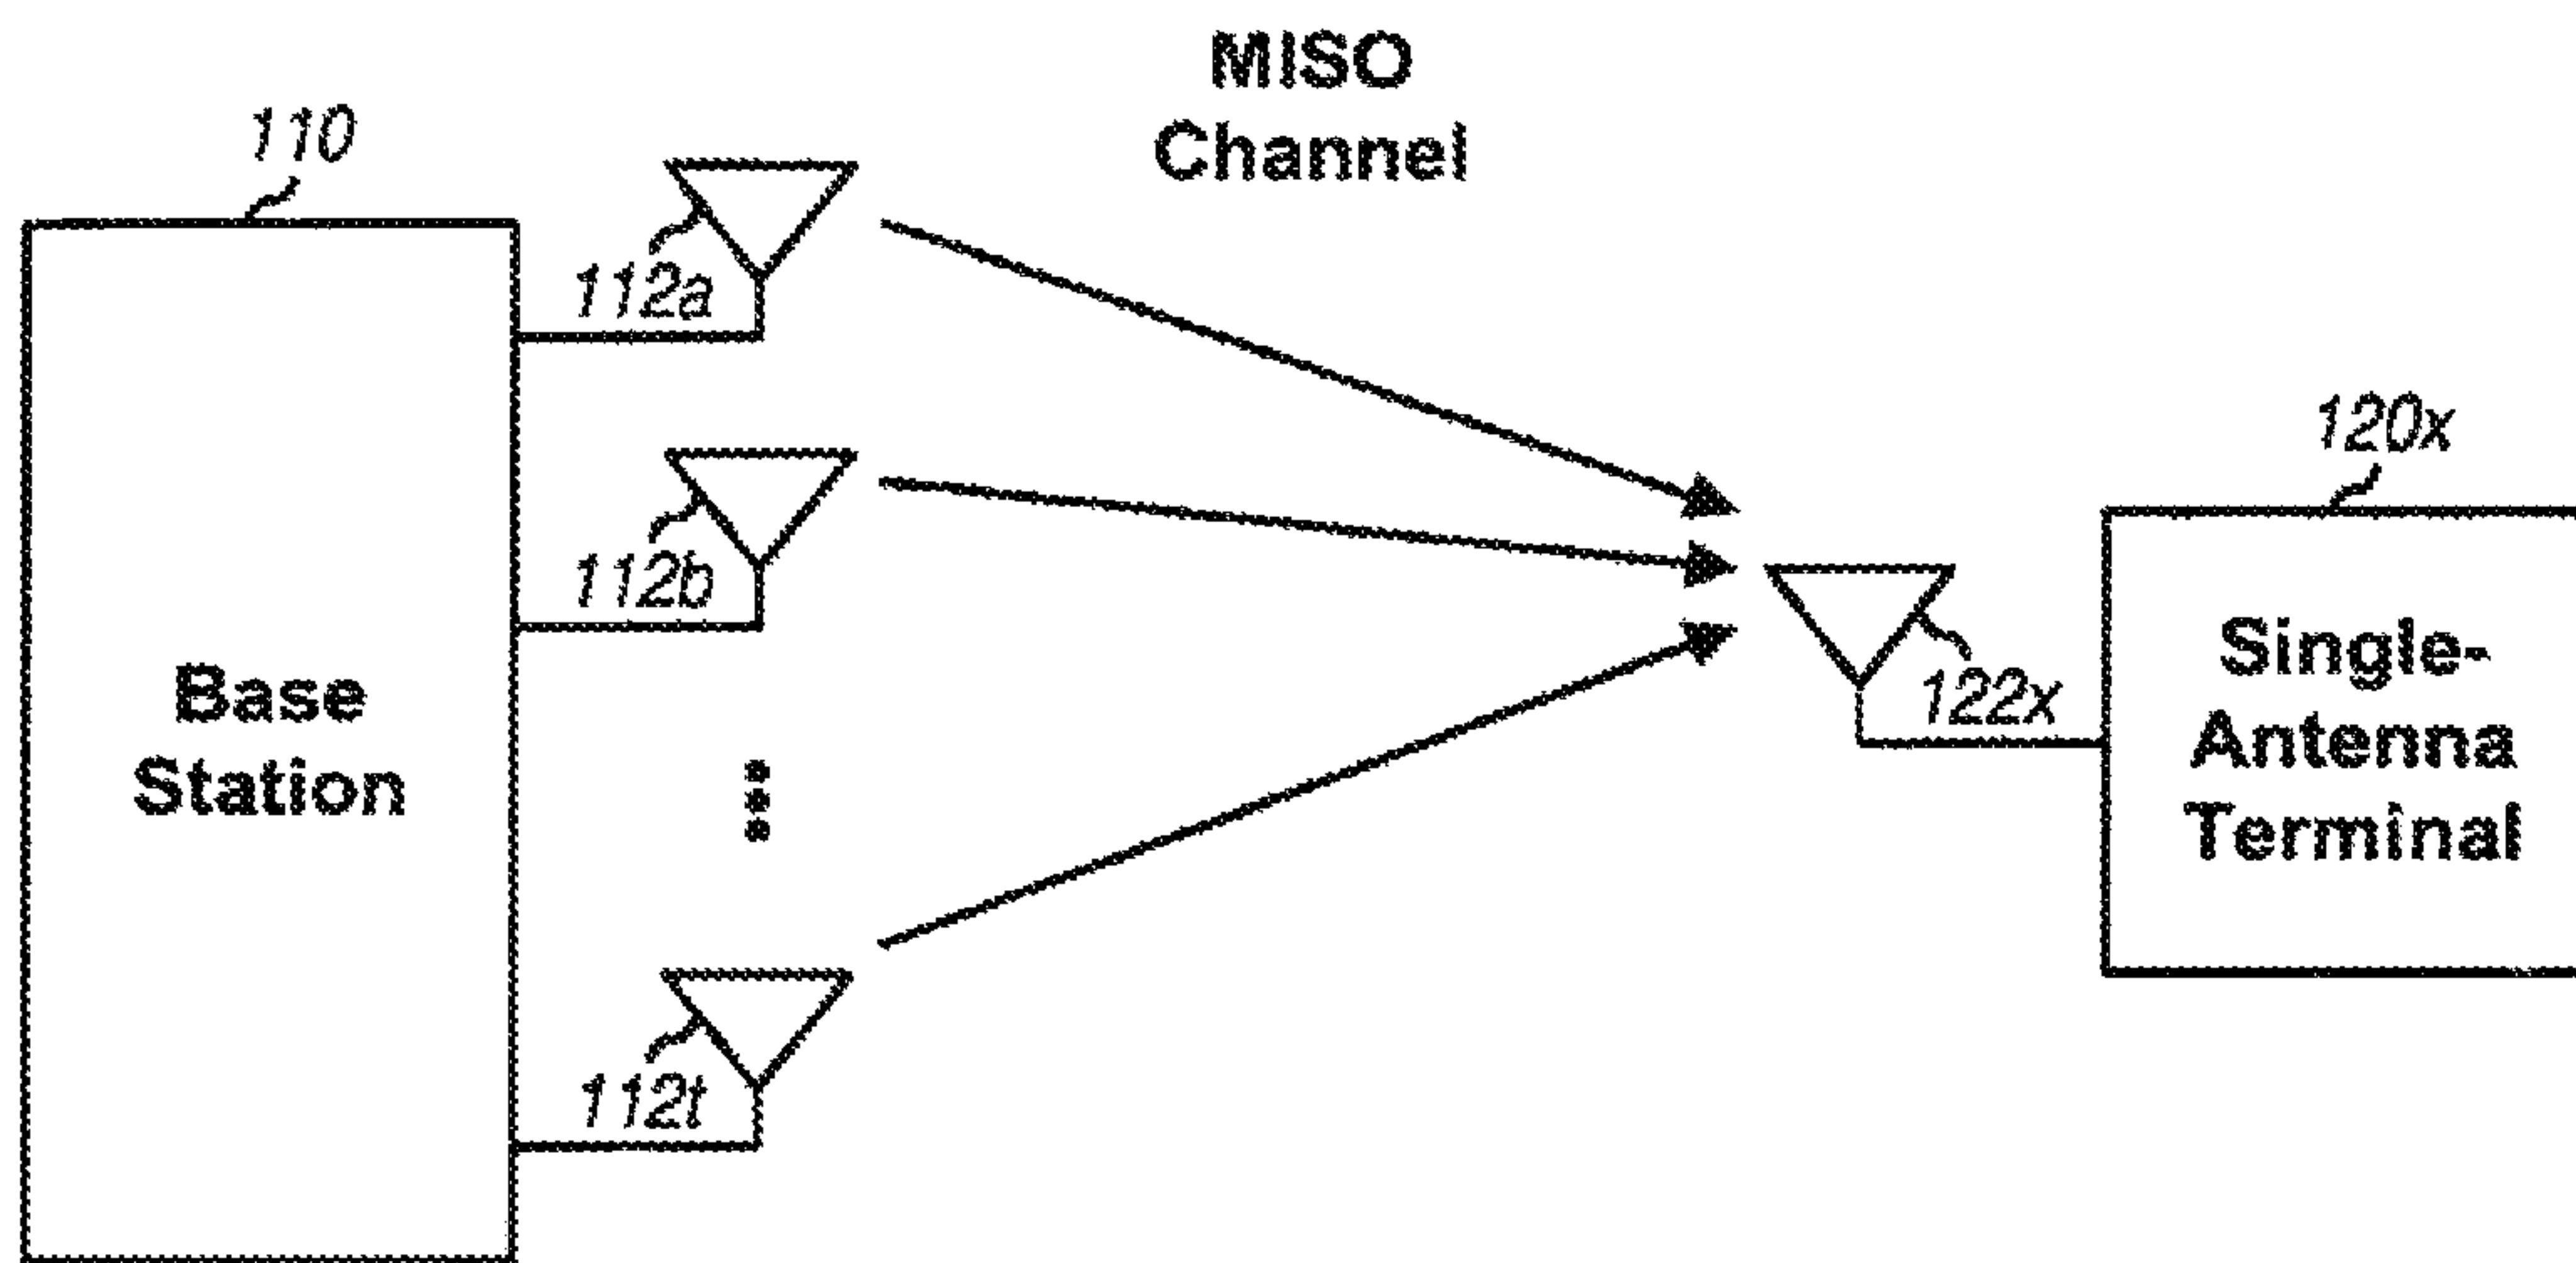 MISO
Channel
110
112a
112b
Base
Station
112t
120x
122x
Single-
Antenna
Terminal